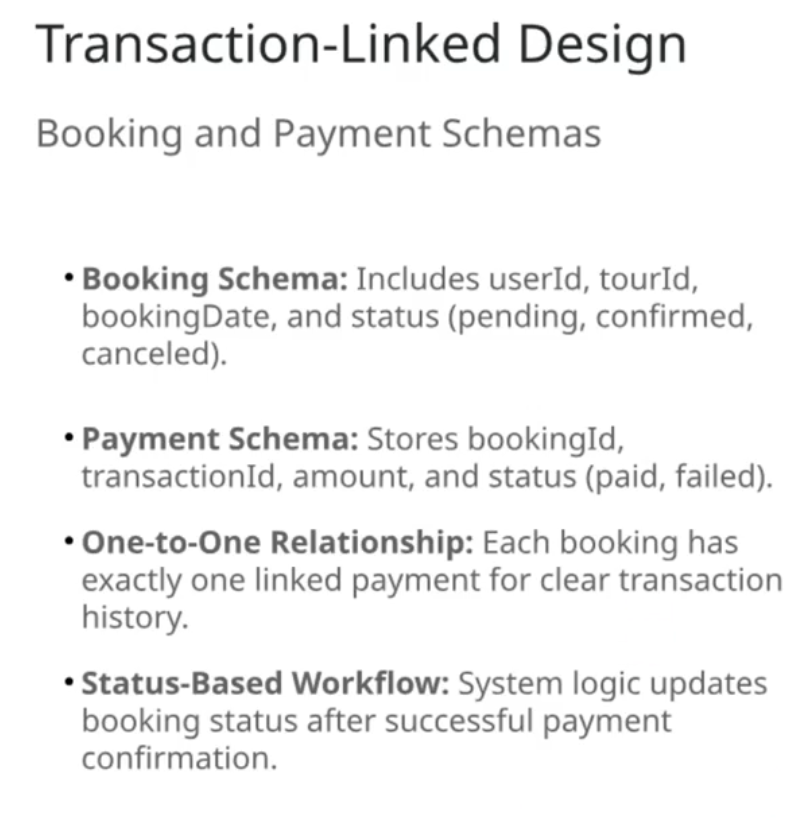 Transaction-Linked Design
Booking and Payment Schemas
• Booking Schema: Includes userId, tourId,
bookingDate, and status (pending, confirmed,
canceled).
• Payment Schema: Stores bookingId,
transactionId, amount, and status (paid, failed).
• One-to-One Relationship: Each booking has
exactly one linked payment for clear transaction
history.
• Status-Based Workflow: System logic updates
booking status after successful payment
confirmation.